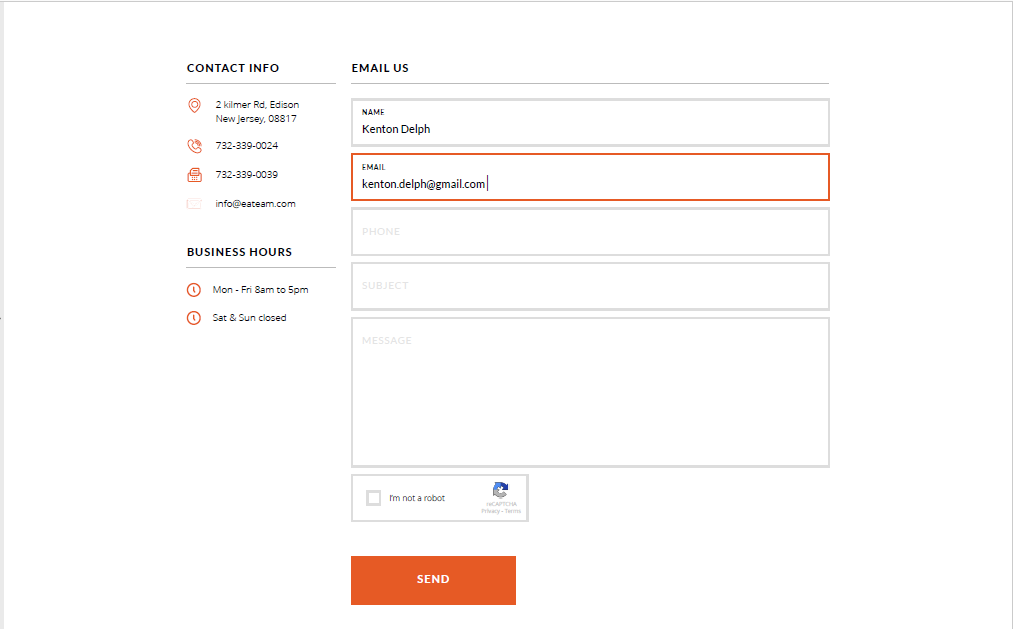 CONTACT INFO
2 kilmer Rd, Edison
New Jersey, 08817
732-339-0024
732-339-0039
info@eateam.com
BUSINESS HOURS
Mon - Fri 8am to 5pm
Sat & Sun closed
EMAIL US
NAME
Kenton Delph
EMAIL
kenton.delph@gmail.com
PHONE
SUBJECT
MESSAGE
I'm not a robot
reCAPTCHA
Privacy - Terms
SEND